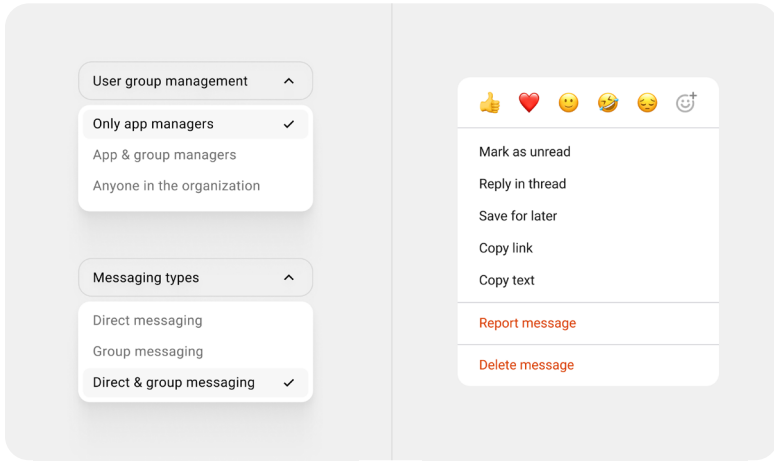 User group management
Only app managers
App & group managers
Anyone in the organization
Messaging types
Direct messaging
Group messaging
Direct & group messaging
Mark as unread
Reply in thread
Save for later
Copy link
Copy text
Report message
Delete message